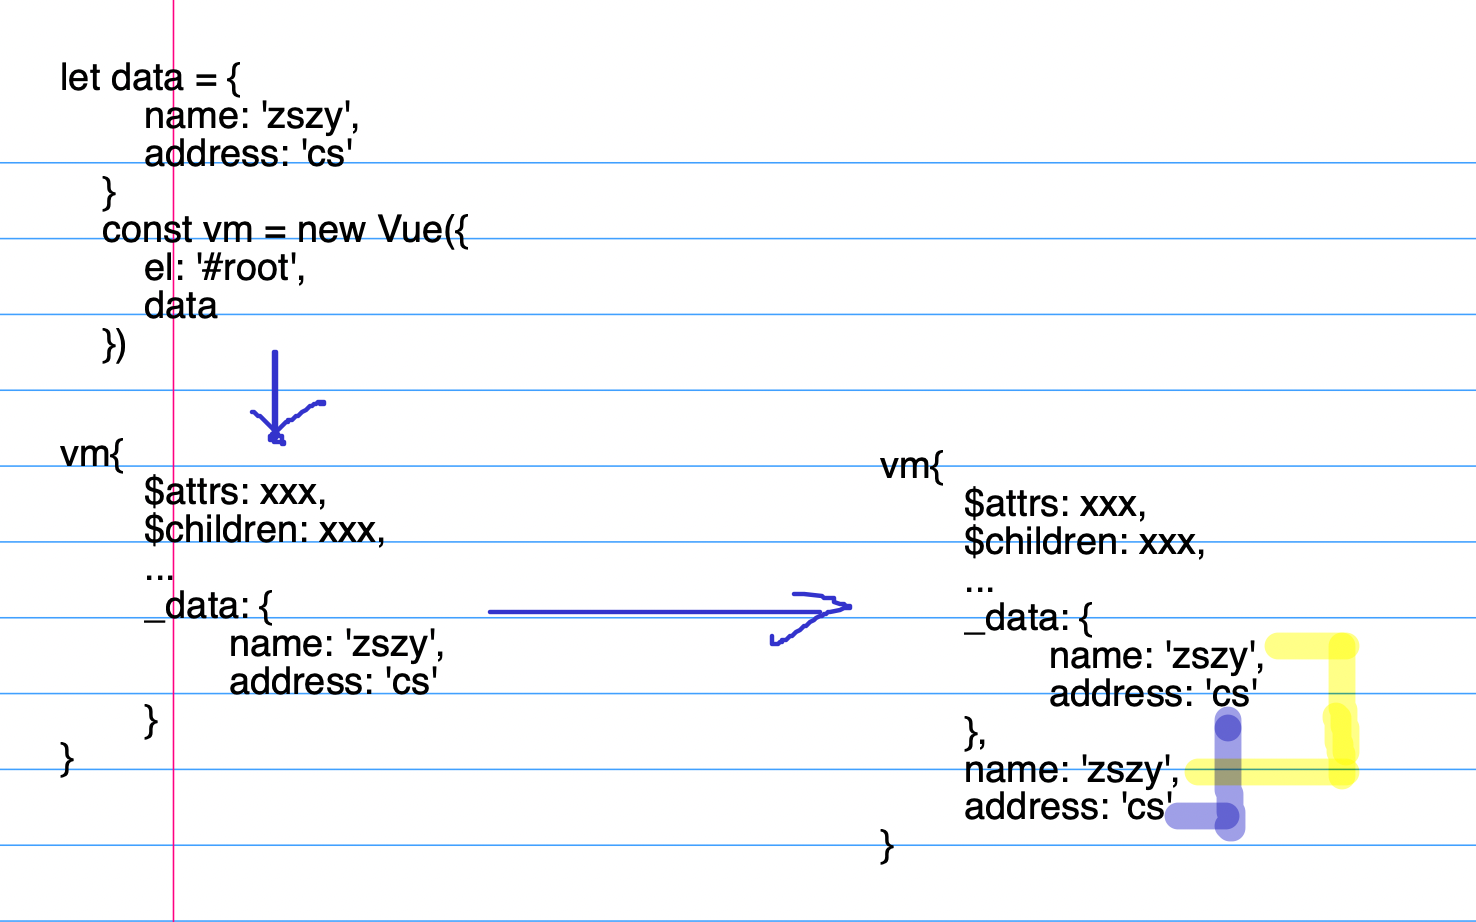 let data = {
name: 'zszy',
address: 'cs'
}
const vm = new Vue({
el: '#root',
data
})
vm{
$attrs: xxx,
$children: xxx,
...
_data: {
name: 'zszy',
address: 'cs'
}
}
vm{
$attrs: xxx,
$children: xxx,
...
_data: {
name: 'zszy',
address: 'cs'
},
name: 'zszy',
address: 'cs'
}